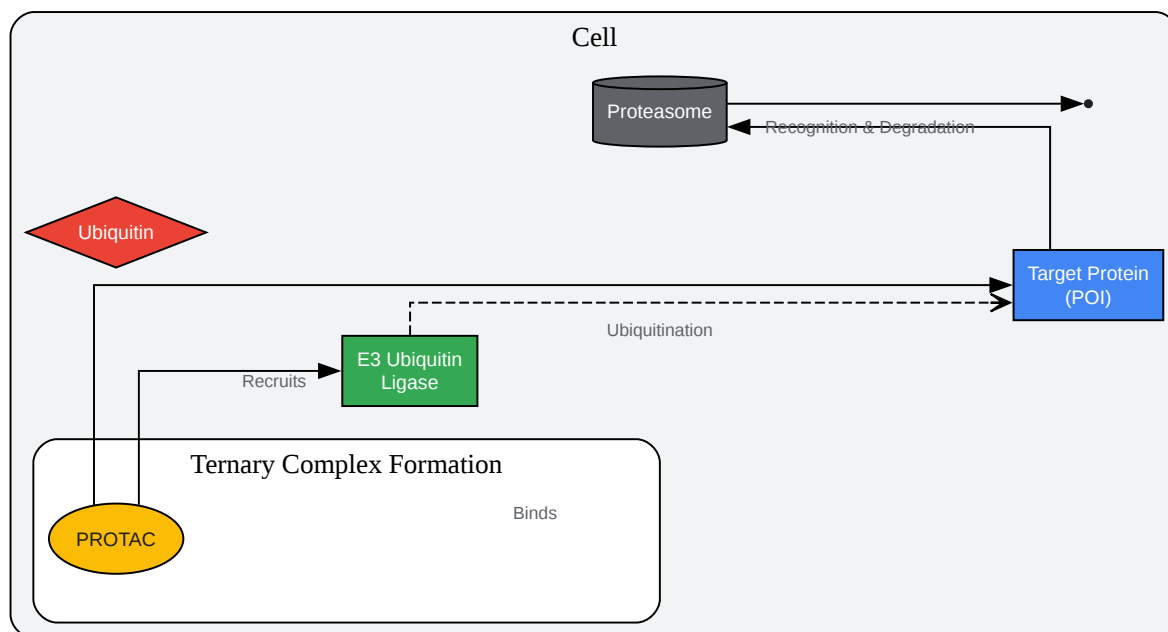 Cell
Proteasome
Recognition & Degradation
Ubiquitin
Target Protein
(POI)
Ubiquitination
E3 Ubiquitin
Ligase
Recruits
Ternary Complex Formation
Binds
PROTAC